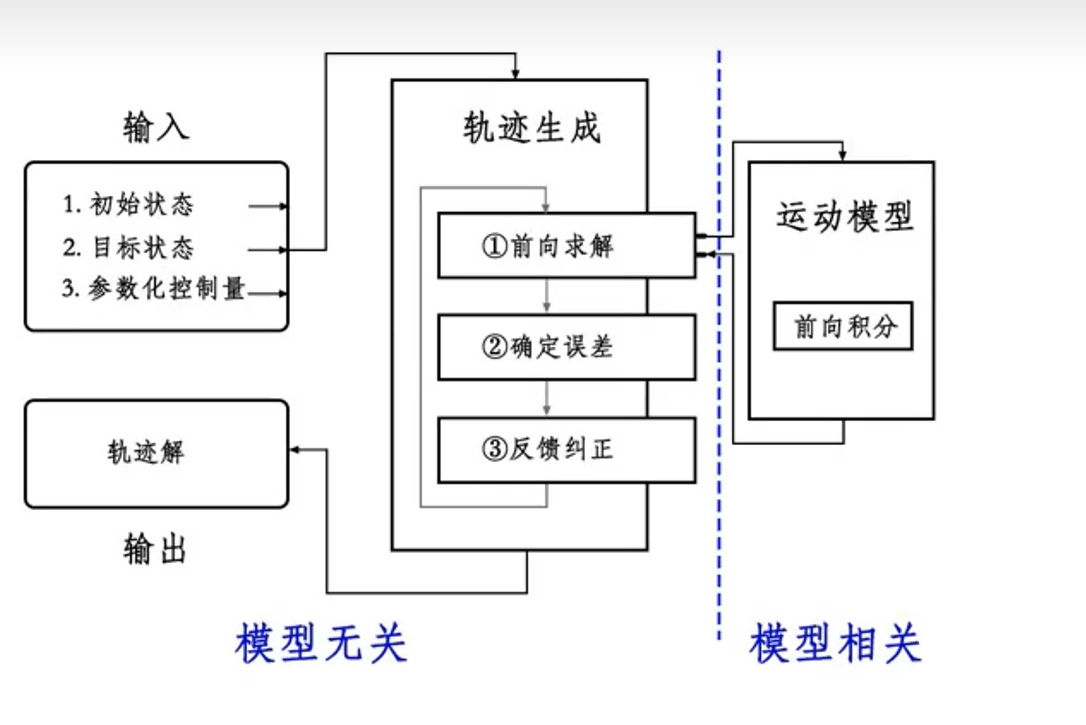 输入
1. 初始状态
2. 目标状态
3. 参数化控制量
轨迹生成
①前向求解
②确定误差
③反馈纠正
运动模型
前向积分
轨迹解
输出
模型无关
模型相关